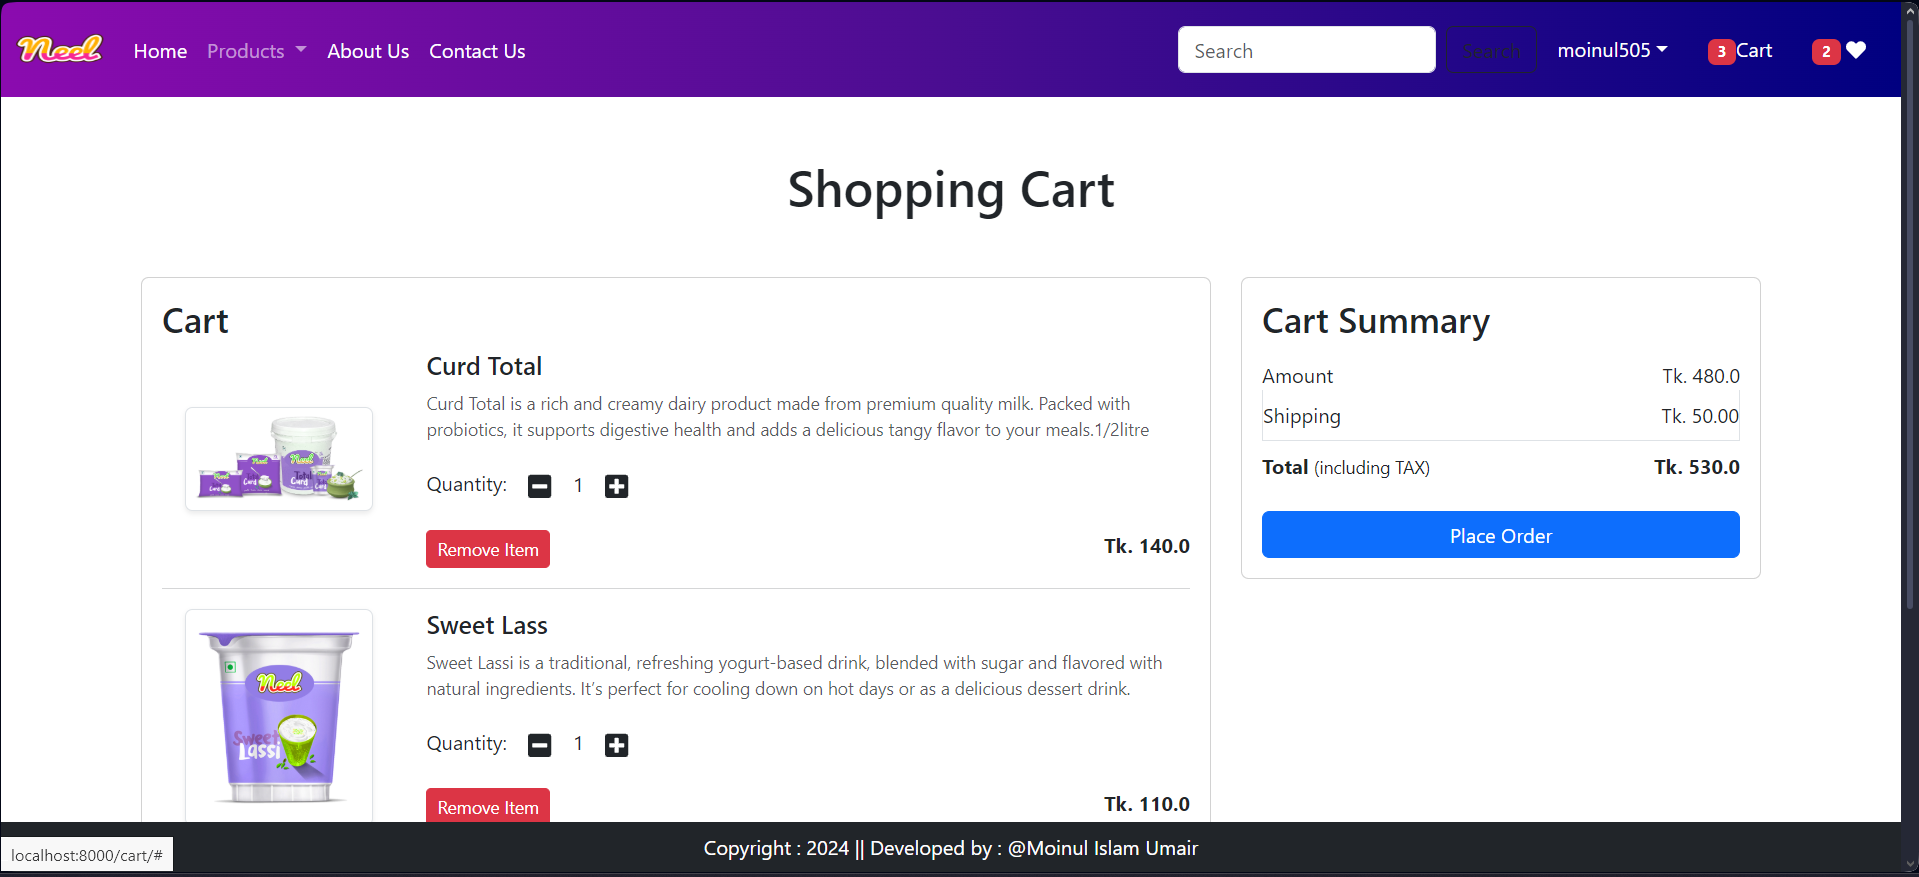 Neel Home Products About Us Contact Us Search Search moinul505 3 Cart 2
Shopping Cart
Cart
Curd Total
Curd Total is a rich and creamy dairy product made from premium quality milk. Packed with
probiotics, it supports digestive health and adds a delicious tangy flavor to your meals.1/2litre
Quantity: 1
Remove Item Tk. 140.0
Sweet Lass
Sweet Lassi is a traditional, refreshing yogurt-based drink, blended with sugar and flavored with
natural ingredients. It’s perfect for cooling down on hot days or as a delicious dessert drink.
Neel
Sweet
Lassi
Quantity: 1
Remove Item Tk. 110.0
Cart Summary
Amount Tk. 480.0
Shipping Tk. 50.00
Total (including TAX) Tk. 530.0
Place Order
Copyright : 2024 || Developed by : @Moinul Islam Umair
localhost:8000/cart/#